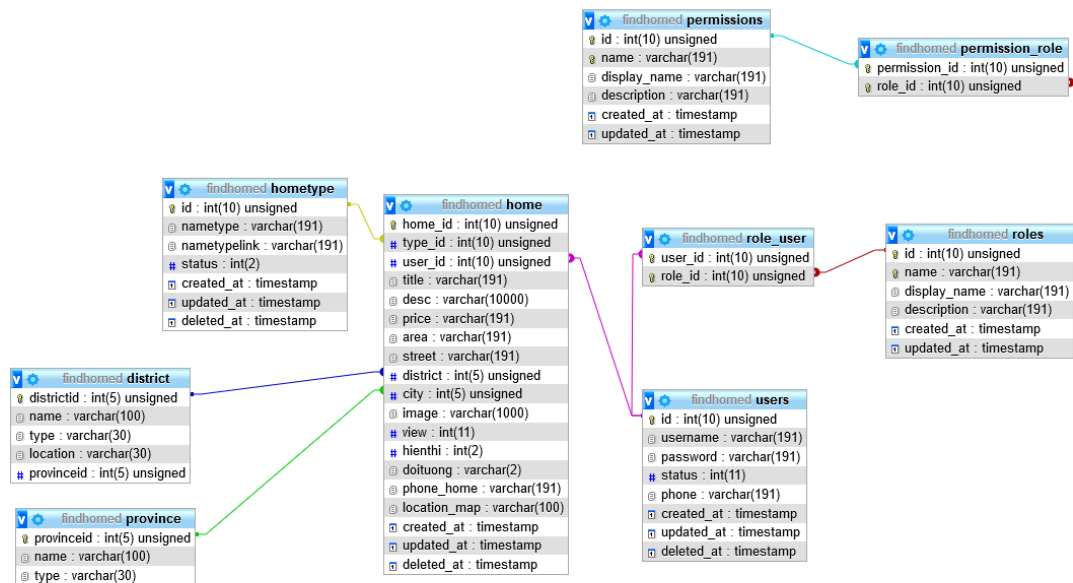 findhomed permissions
id : int(10) unsigned
name : varchar(191)
display_name : varchar(191)
description : varchar(191)
created_at : timestamp
updated_at : timestamp
findhomed permission_role
permission_id : int(10) unsigned
role_id : int(10) unsigned
findhomed hometype
id : int(10) unsigned
nametype : varchar(191)
nametypelink : varchar(191)
status : int(2)
created_at : timestamp
updated_at : timestamp
deleted_at : timestamp
findhomed home
home_id : int(10) unsigned
type_id : int(10) unsigned
user_id : int(10) unsigned
title : varchar(191)
desc : varchar(10000)
price : varchar(191)
area : varchar(191)
street : varchar(191)
district : int(5) unsigned
city : int(5) unsigned
image : varchar(1000)
view : int(11)
hienthi : int(2)
doituong : varchar(2)
phone_home : varchar(191)
location_map : varchar(100)
created_at : timestamp
updated_at : timestamp
deleted_at : timestamp
findhomed role_user
user_id : int(10) unsigned
role_id : int(10) unsigned
findhomed roles
id : int(10) unsigned
name : varchar(191)
display_name : varchar(191)
description : varchar(191)
created_at : timestamp
updated_at : timestamp
findhomed district
districtid : int(5) unsigned
name : varchar(100)
type : varchar(30)
location : varchar(30)
provinceid : int(5) unsigned
findhomed users
id : int(10) unsigned
username : varchar(191)
password : varchar(191)
status : int(11)
phone : varchar(191)
created_at : timestamp
updated_at : timestamp
deleted_at : timestamp
findhomed province
provinceid : int(5) unsigned
name : varchar(100)
type : varchar(30)